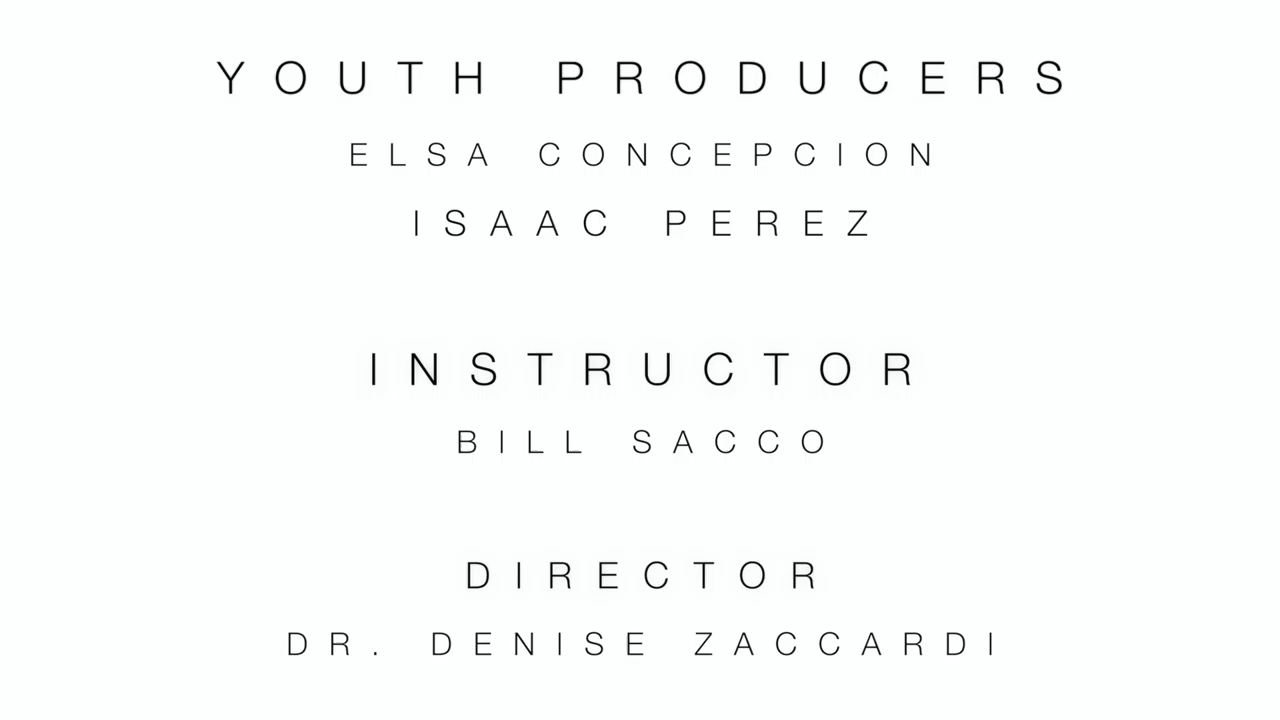 YOUTH PRODUCERS
ELSA CONCEPCION
ISAAC PEREZ
INSTRUCTOR
BILL SACCO
DIRECTOR
DR. DENISE ZACCARDI